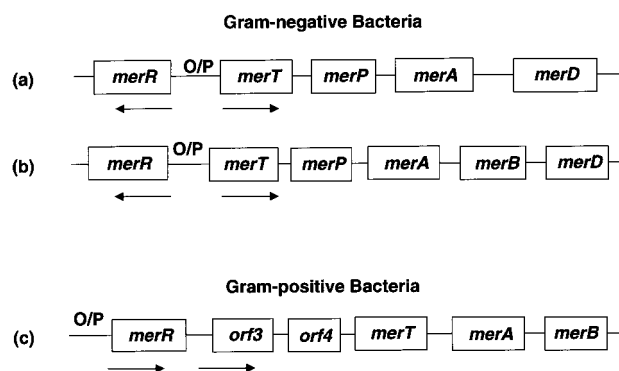 Gram-negative Bacteria
(a) merR O/P merT merP merA merD
(b) merR O/P merT merP merA merB merD
Gram-positive Bacteria
(c) O/P merR orf3 orf4 merT merA merB